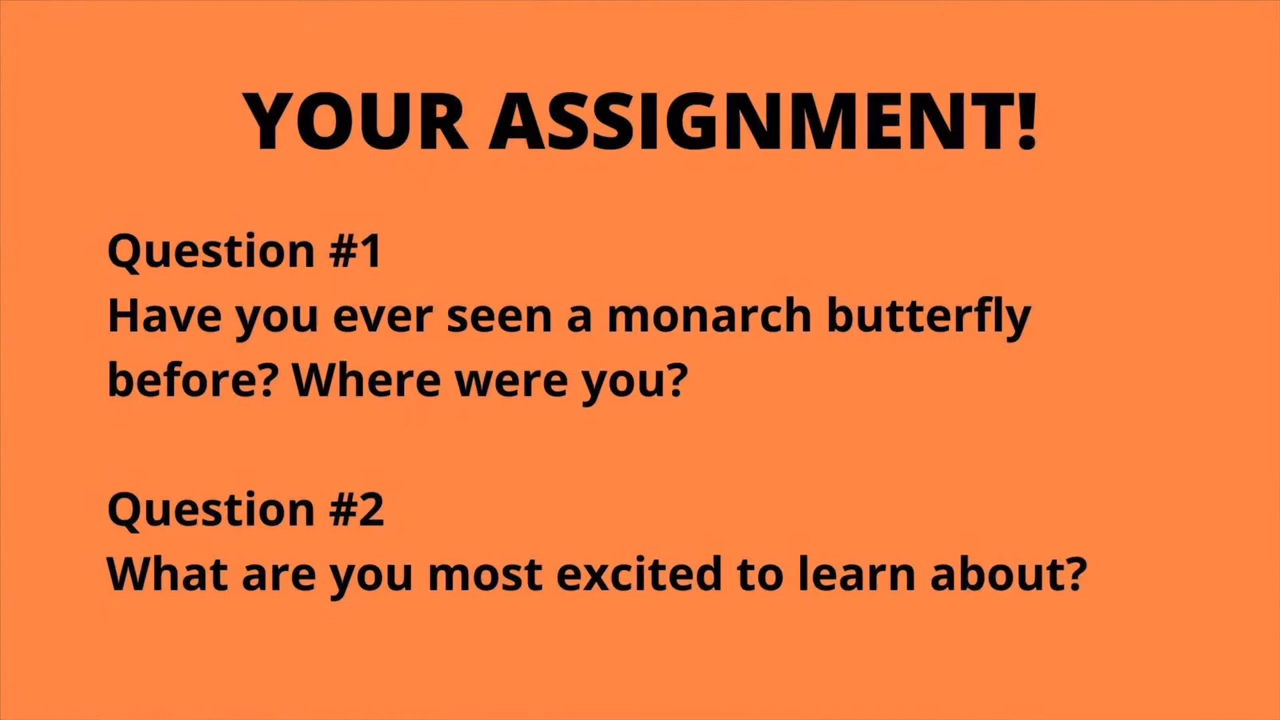 YOUR ASSIGNMENT!
Question #1
Have you ever seen a monarch butterfly
before? Where were you?
Question #2
What are you most excited to learn about?